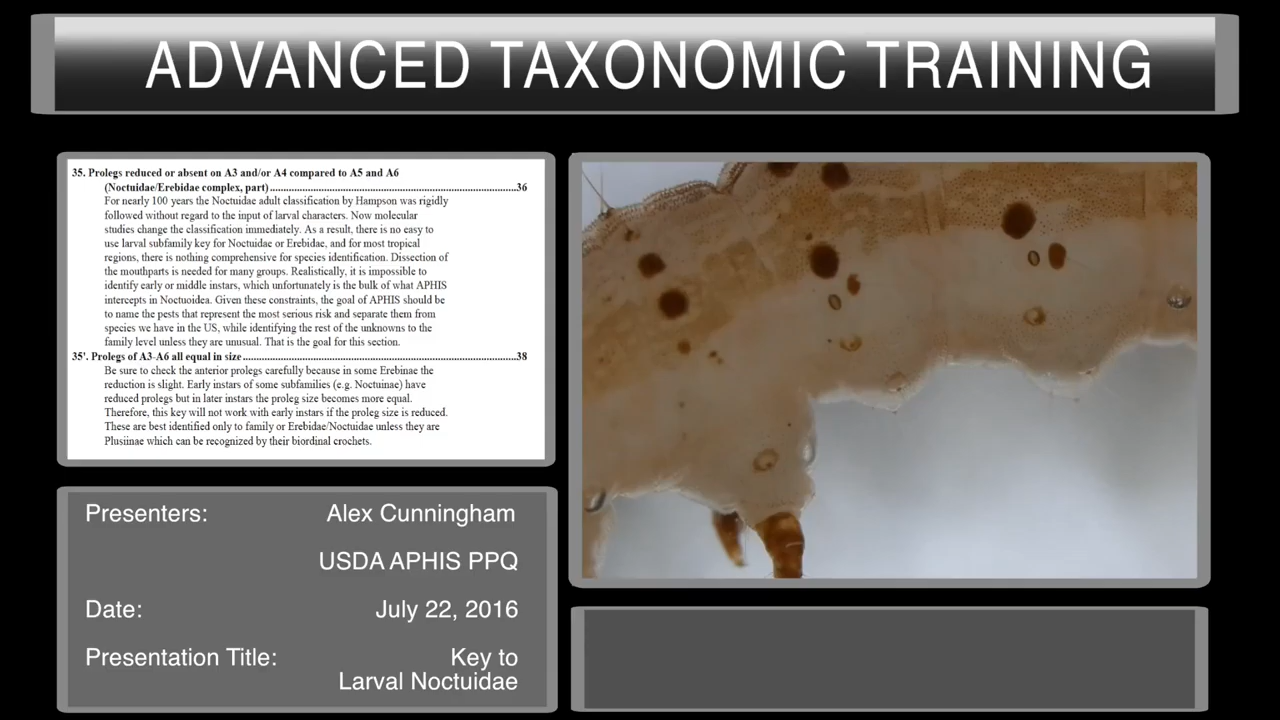 ADVANCED TAXONOMIC TRAINING
35. Prolegs reduced or absent on A3 and/or A4 compared to A5 and A6
(Noctuidae/Erebidae complex, part)....................................................................................36
For nearly 100 years the Noctuidae adult classification by Hampson was rigidly
followed without regard to the input of larval characters. Now molecular
studies change the classification immediately. As a result, there is no easy to
use larval subfamily key for Noctuidae or Erebidae, and for most tropical
regions, there is nothing comprehensive for species identification. Dissection of
the mouthparts is needed for many groups. Realistically, it is impossible to
identify early or middle instars, which unfortunately is the bulk of what APHIS
intercepts in Noctuoidea. Given these constraints, the goal of APHIS should be
to name the pests that represent the most serious risk and separate them from
species we have in the US, while identifying the rest of the unknowns to the
family level unless they are unusual. That is the goal for this section.
35'. Prolegs of A3-A6 all equal in size...............................................................................................38
Be sure to check the anterior prolegs carefully because in some Erebinae the
reduction is slight. Early instars of some subfamilies (e.g. Noctuinae) have
reduced prolegs but in later instars the proleg size becomes more equal.
Therefore, this key will not work with early instars if the proleg size is reduced.
These are best identified only to family or Erebidae/Noctuidae unless they are
Plusiinae which can be recognized by their biordinal crochets.
Presenters: Alex Cunningham
USDA APHIS PPQ
Date: July 22, 2016
Presentation Title: Key to
Larval Noctuidae